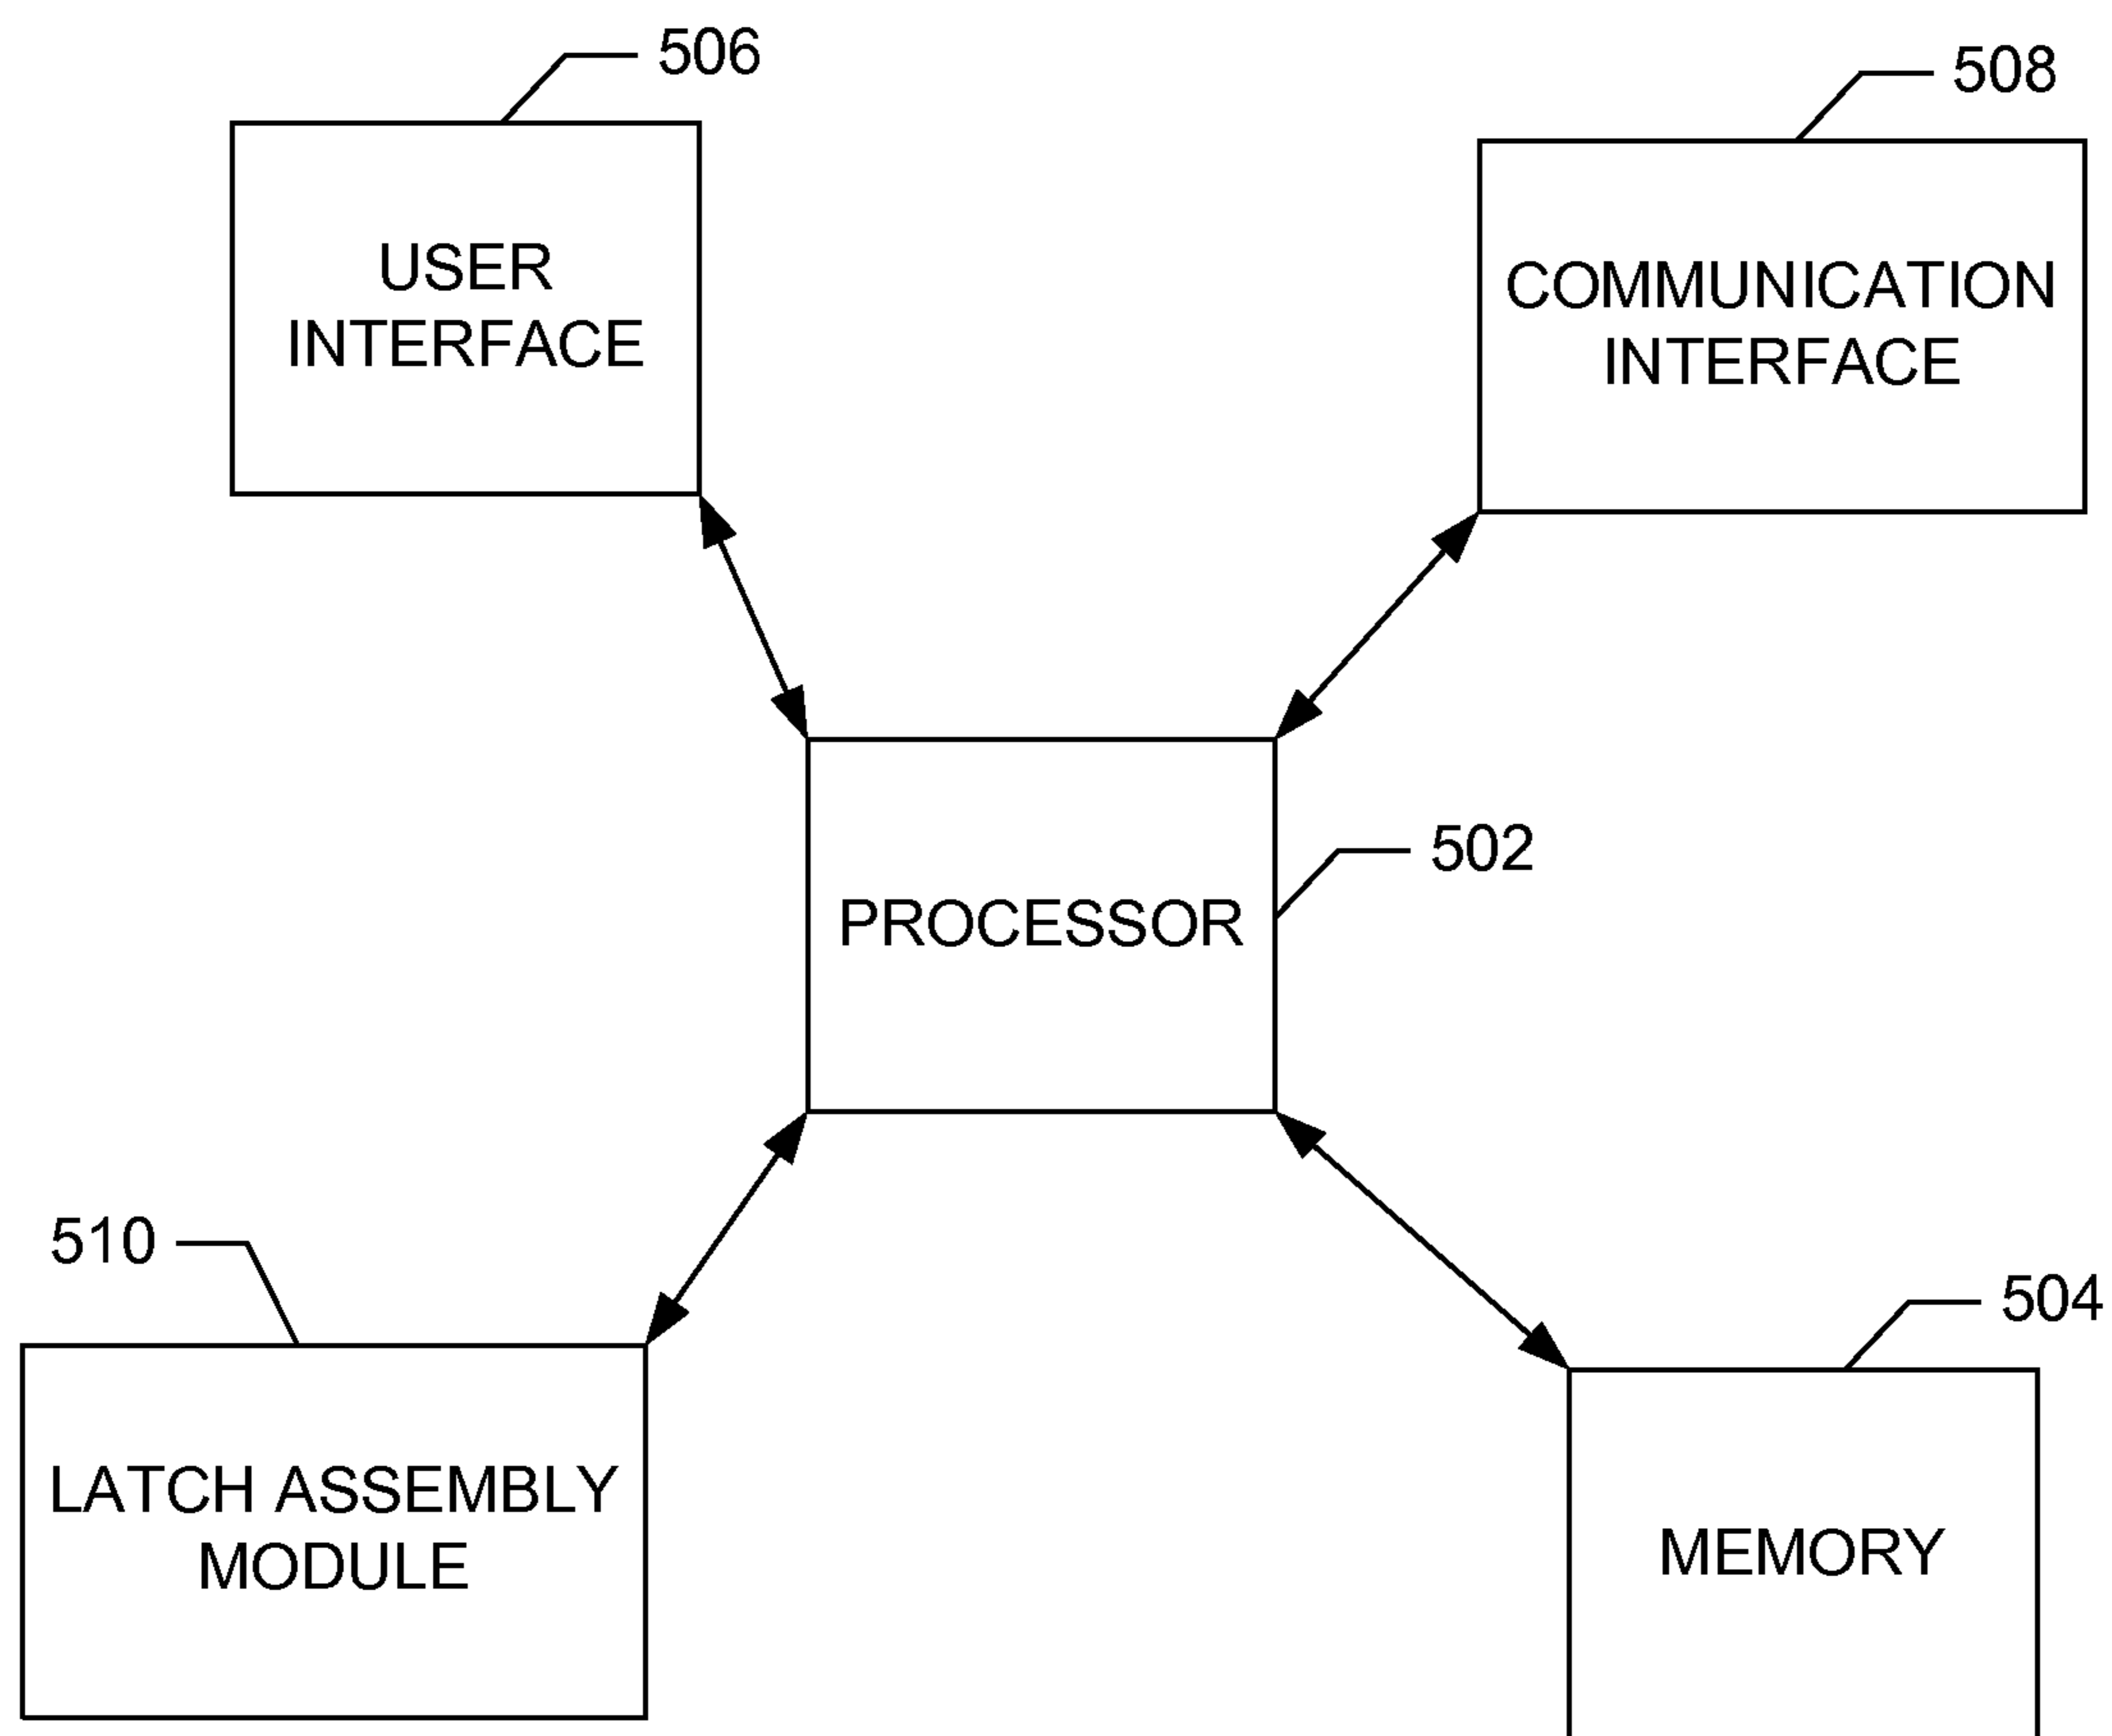 506
508
USER
INTERFACE
COMMUNICATION
INTERFACE
502
PROCESSOR
510
504
LATCH ASSEMBLY
MODULE
MEMORY